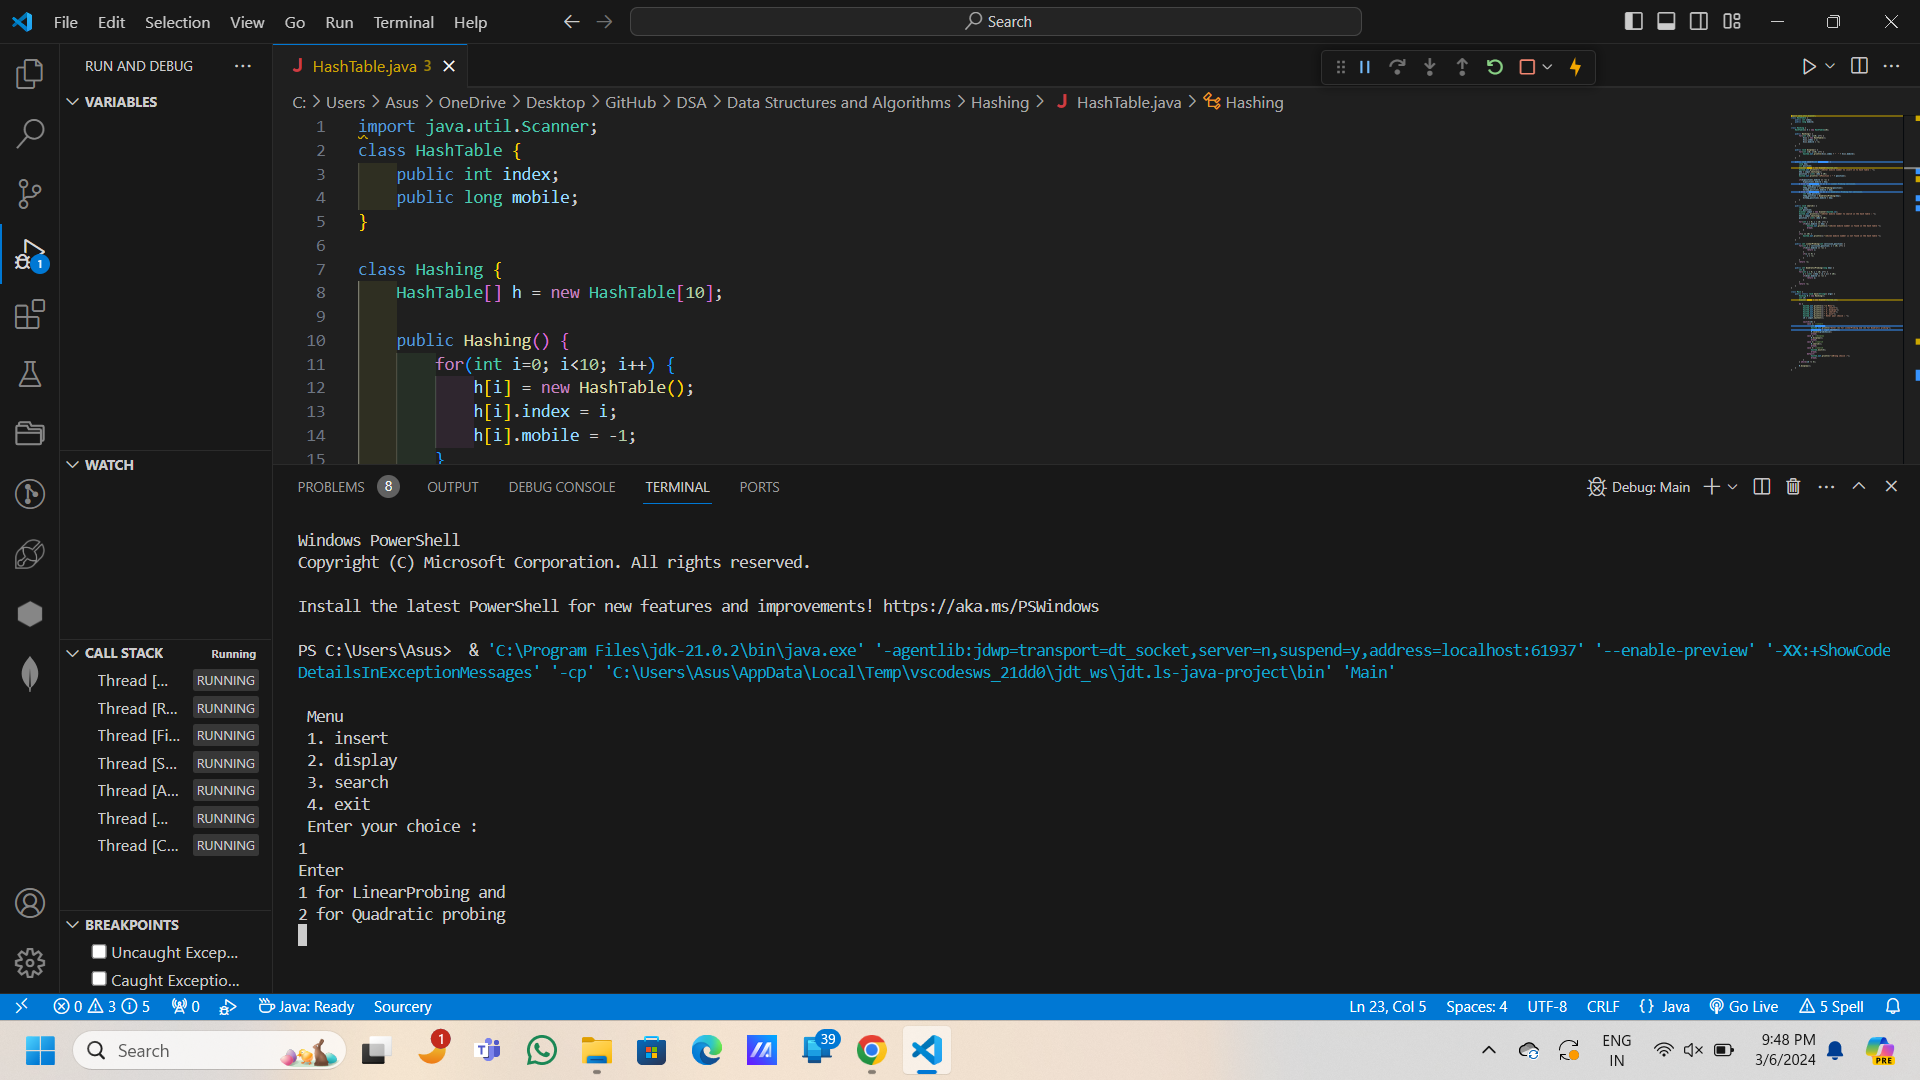 File Edit Selection View Go Run Terminal Help
Search
RUN AND DEBUG
HashTable.java 3
VARIABLES
C: > Users > Asus > OneDrive > Desktop > GitHub > DSA > Data Structures and Algorithms > Hashing > HashTable.java > Hashing
1 import java.util.Scanner;
2 class HashTable {
3 public int index;
4 public long mobile;
5 }
6
7 class Hashing {
8 HashTable[] h = new HashTable[10];
9
10 public Hashing() {
11 for(int i=0; i<10; i++) {
12 h[i] = new HashTable();
13 h[i].index = i;
14 h[i].mobile = -1;
15 }
WATCH
PROBLEMS 8 OUTPUT DEBUG CONSOLE TERMINAL PORTS
Debug: Main
Windows PowerShell
Copyright (C) Microsoft Corporation. All rights reserved.
Install the latest PowerShell for new features and improvements! https://aka.ms/PSWindows
PS C:\Users\Asus> & 'C:\Program Files\jdk-21.0.2\bin\java.exe' '-agentlib:jdwp=transport=dt_socket,server=n,suspend=y,address=localhost:61937' '--enable-preview' '-XX:+ShowCode
DetailsInExceptionMessages' '-cp' 'C:\Users\Asus\AppData\Local\Temp\vscodesws_21dd0\jdt_ws\jdt.ls-java-project\bin' 'Main'
Menu
1. insert
2. display
3. search
4. exit
Enter your choice :
1
Enter
1 for LinearProbing and
2 for Quadratic probing
CALL STACK Running
Thread [... RUNNING
Thread [R... RUNNING
Thread [Fi... RUNNING
Thread [S... RUNNING
Thread [A... RUNNING
Thread [... RUNNING
Thread [C... RUNNING
BREAKPOINTS
Uncaught Excep...
Caught Exceptio...
1
0 3 5 0 Java: Ready Sourcery
Ln 23, Col 5 Spaces: 4 UTF-8 CRLF {} Java Go Live 5 Spell
Search
1
39
ENG
IN
9:48 PM
3/6/2024
PRE